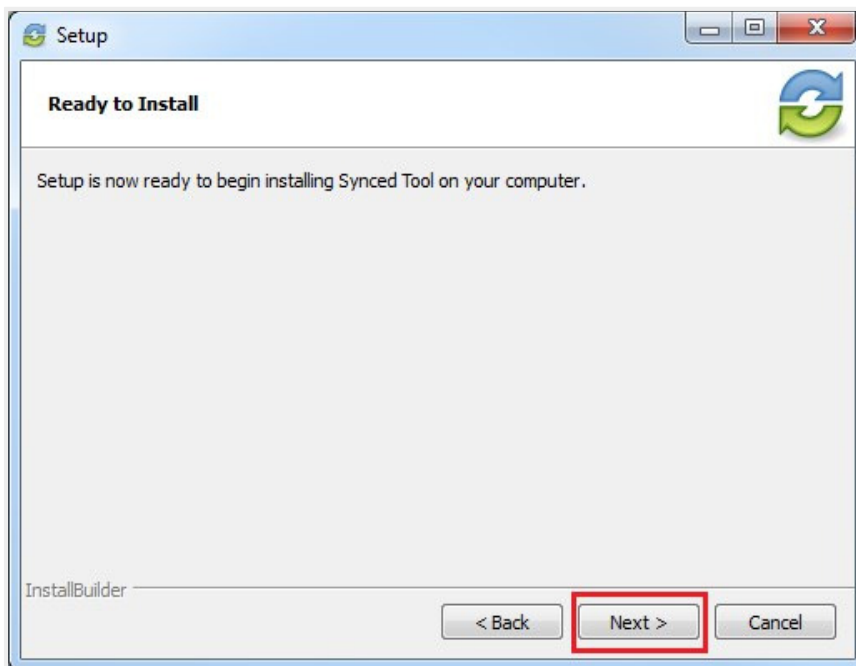 Setup
Ready to Install
Setup is now ready to begin installing Synced Tool on your computer.
InstallBuilder
< Back
Next >
Cancel